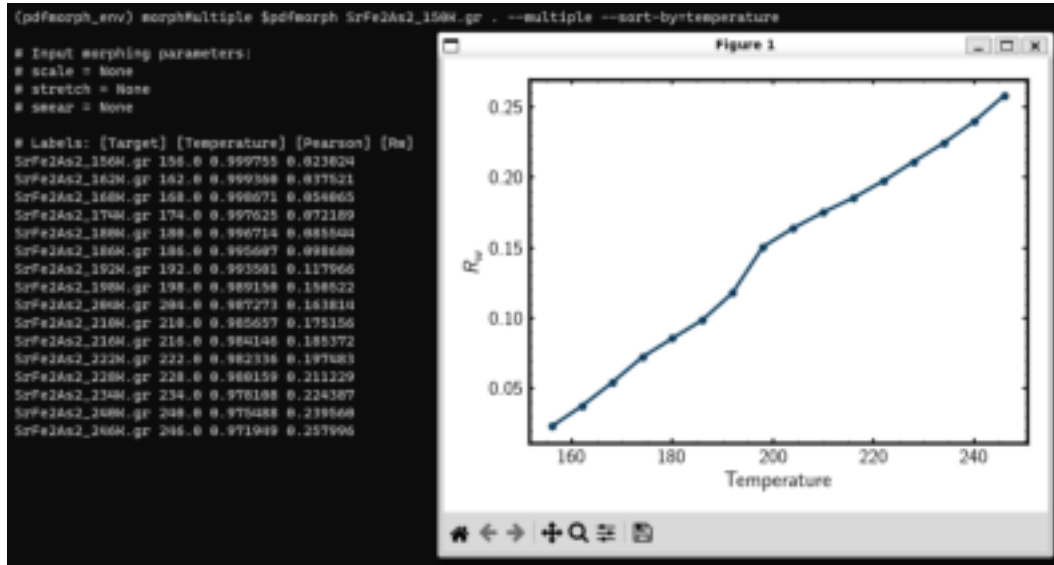 (pdfmorph_env) morphMultiple $pdfmorph SrFe2As2_150K.gr . --multiple --sort-by=temperature
# Input morphing parameters:
# scale = None
# stretch = None
# smear = None
# Labels: [Target] [Temperature] [Pearson] [Rw]
SrFe2As2_156K.gr 156.0 0.999755 0.023024
SrFe2As2_162K.gr 162.0 0.999360 0.037521
SrFe2As2_168K.gr 168.0 0.998671 0.054065
SrFe2As2_174K.gr 174.0 0.997625 0.072189
SrFe2As2_180K.gr 180.0 0.996714 0.085544
SrFe2As2_186K.gr 186.0 0.995607 0.098680
SrFe2As2_192K.gr 192.0 0.993501 0.117966
SrFe2As2_198K.gr 198.0 0.989150 0.150522
SrFe2As2_204K.gr 204.0 0.987273 0.163814
SrFe2As2_210K.gr 210.0 0.985657 0.175156
SrFe2As2_216K.gr 216.0 0.984146 0.185372
SrFe2As2_222K.gr 222.0 0.982336 0.197483
SrFe2As2_228K.gr 228.0 0.980159 0.211229
SrFe2As2_234K.gr 234.0 0.978108 0.224387
SrFe2As2_240K.gr 240.0 0.975488 0.239560
SrFe2As2_246K.gr 246.0 0.971949 0.257996
Figure 1
0.25
0.20
0.15
0.10
0.05
Rw
160 180 200 220 240
Temperature